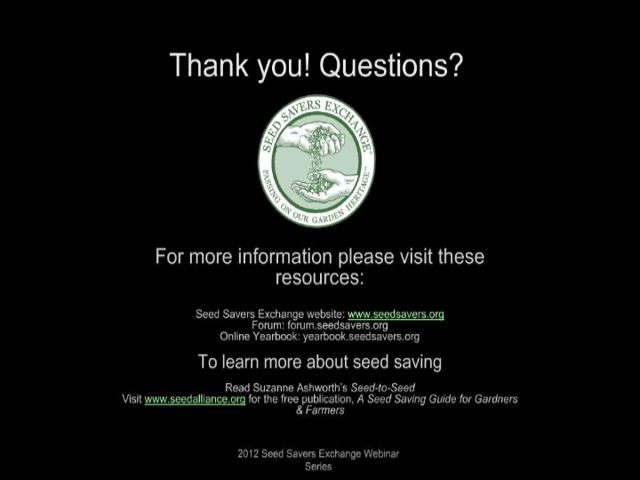 Thank you! Questions?
SEED SAVERS EXCHANGE
PASSING ON OUR GARDEN HERITAGE
For more information please visit these
resources:
Seed Savers Exchange website: www.seedsavers.org
Forum: forum.seedsavers.org
Online Yearbook: yearbook.seedsavers.org
To learn more about seed saving
Read Suzanne Ashworth's Seed-to-Seed
Visit www.seedalliance.org for the free publication, A Seed Saving Guide for Gardners
& Farmers
2012 Seed Savers Exchange Webinar
Series